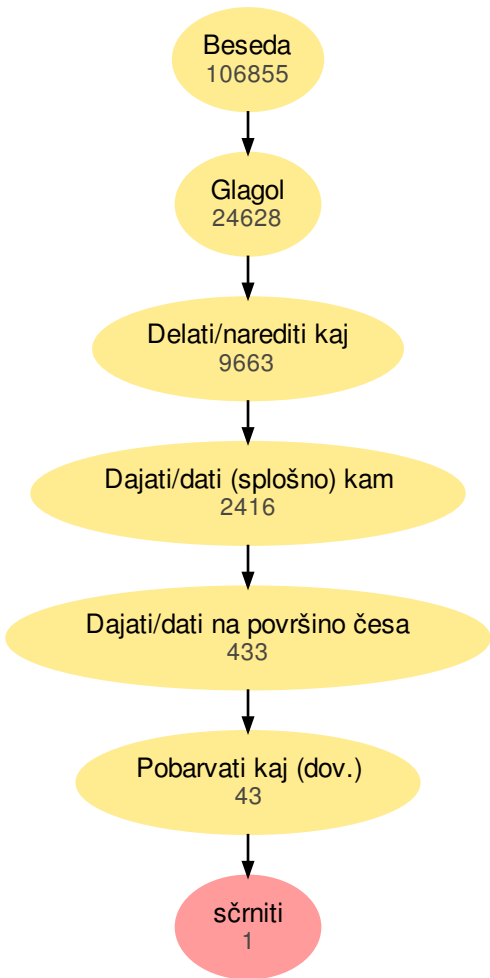 Beseda
106855
Glagol
24628
Delati/narediti kaj
9663
Dajati/dati (splošno) kam
2416
Dajati/dati na površino česa
433
Pobarvati kaj (dov.)
43
sčrniti
1